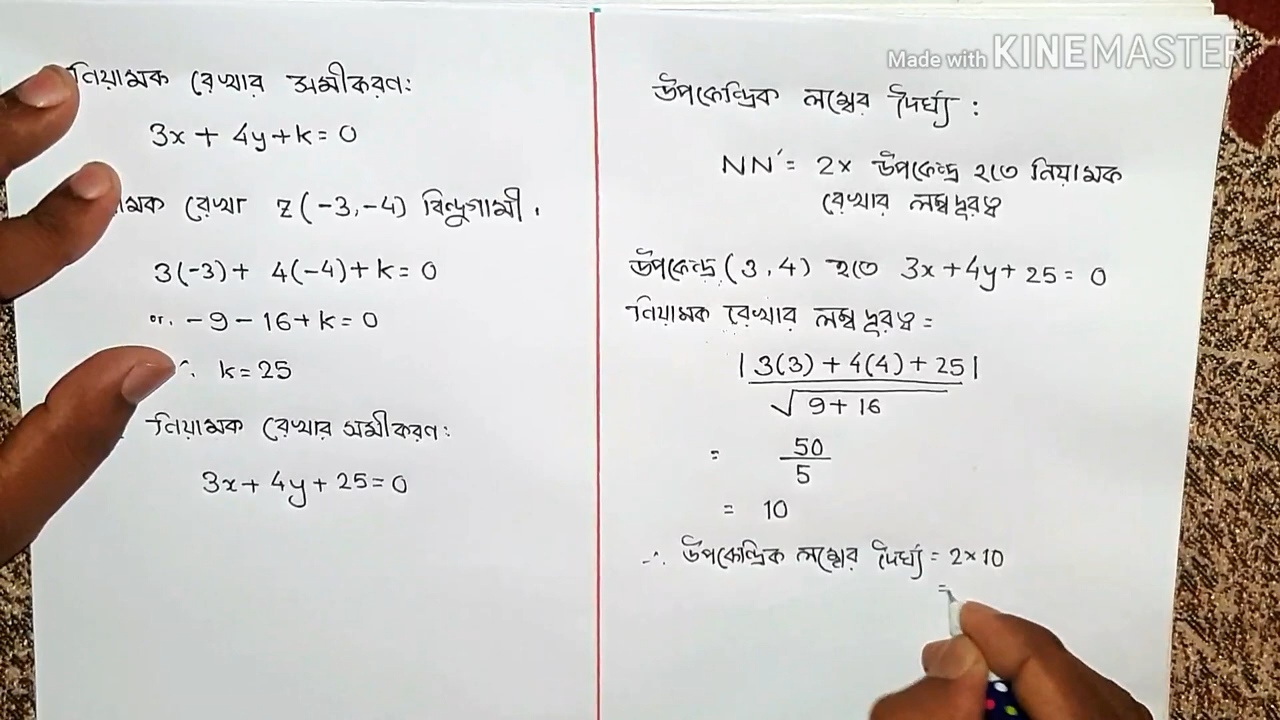 নিয়ামক রেখার সমীকরণঃ
3x + 4y + k = 0
মক রেখা z (-3, -4) বিন্দুগামী .
3(-3) + 4(-4) + k = 0
or. -9 - 16 + k = 0
∴ k = 25
নিয়ামক রেখার সমীকরণঃ
3x + 4y + 25 = 0
Made with KINEMASTER
উপকেন্দ্রিক লম্বের দৈর্ঘ্য :
NN′ = 2× উপকেন্দ্র হতে নিয়ামক
রেখার লম্ব দূরত্ব
উপকেন্দ্র (3, 4) হতে 3x + 4y + 25 = 0
নিয়ামক রেখার লম্ব দূরত্ব =
|3(3) + 4(4) + 25|
√9 + 16
= 50
5
= 10
∴ উপকেন্দ্রিক লম্বের দৈর্ঘ্য = 2 × 10
=